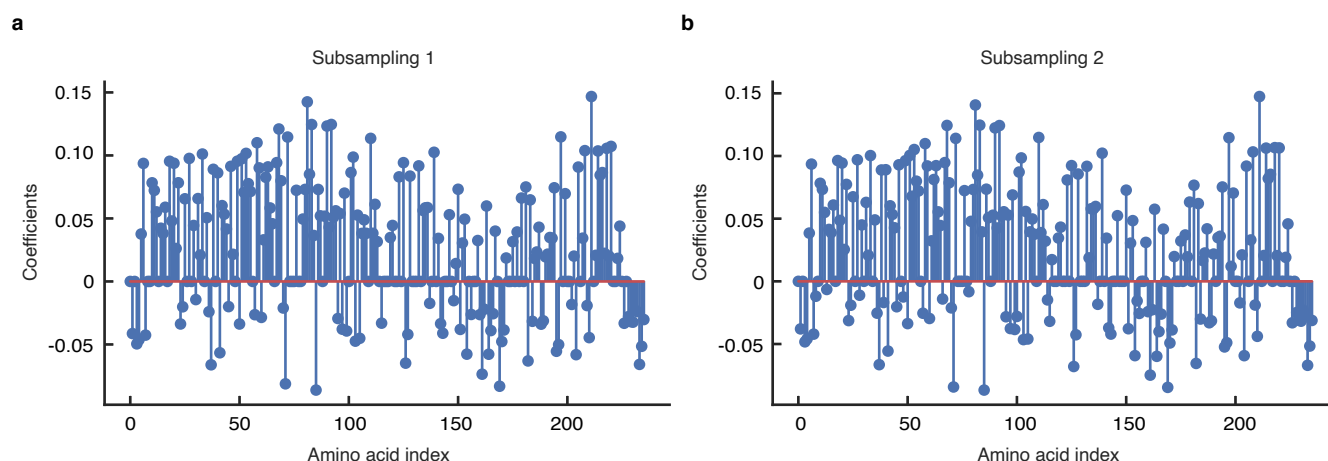 a
Subsampling 1
0.15
0.10
0.05
0
-0.05
Coefficients
0
50
100
150
200
Amino acid index
b
Subsampling 2
0.15
0.10
0.05
0
-0.05
Coefficients
0
50
100
150
200
Amino acid index